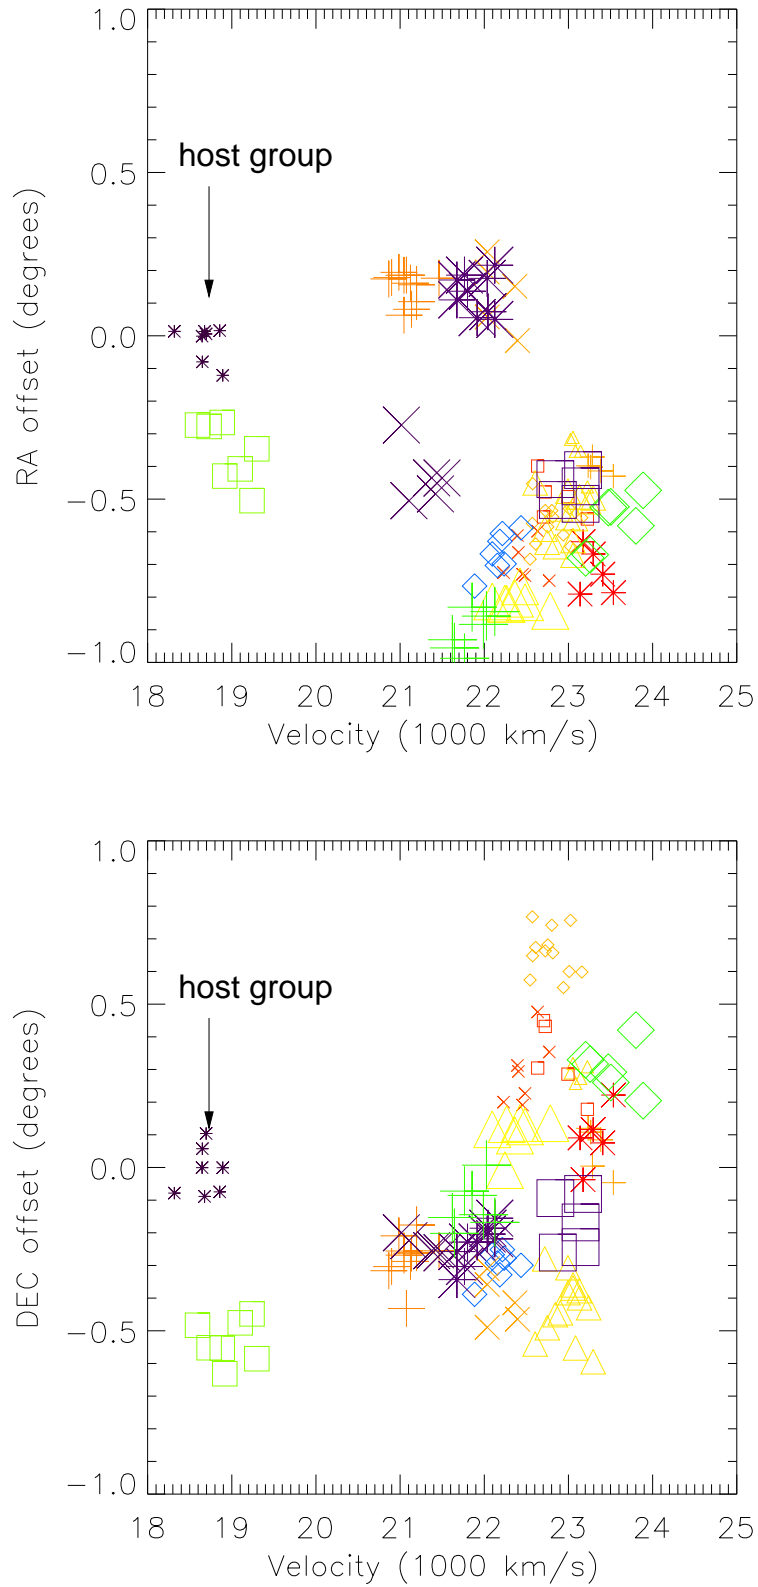 1.0
host group
0.5
0.0
−0.5
−1.0
RA offset (degrees)
18 19 20 21 22 23 24 25
Velocity (1000 km/s)
1.0
host group
0.5
0.0
−0.5
−1.0
DEC offset (degrees)
18 19 20 21 22 23 24 25
Velocity (1000 km/s)